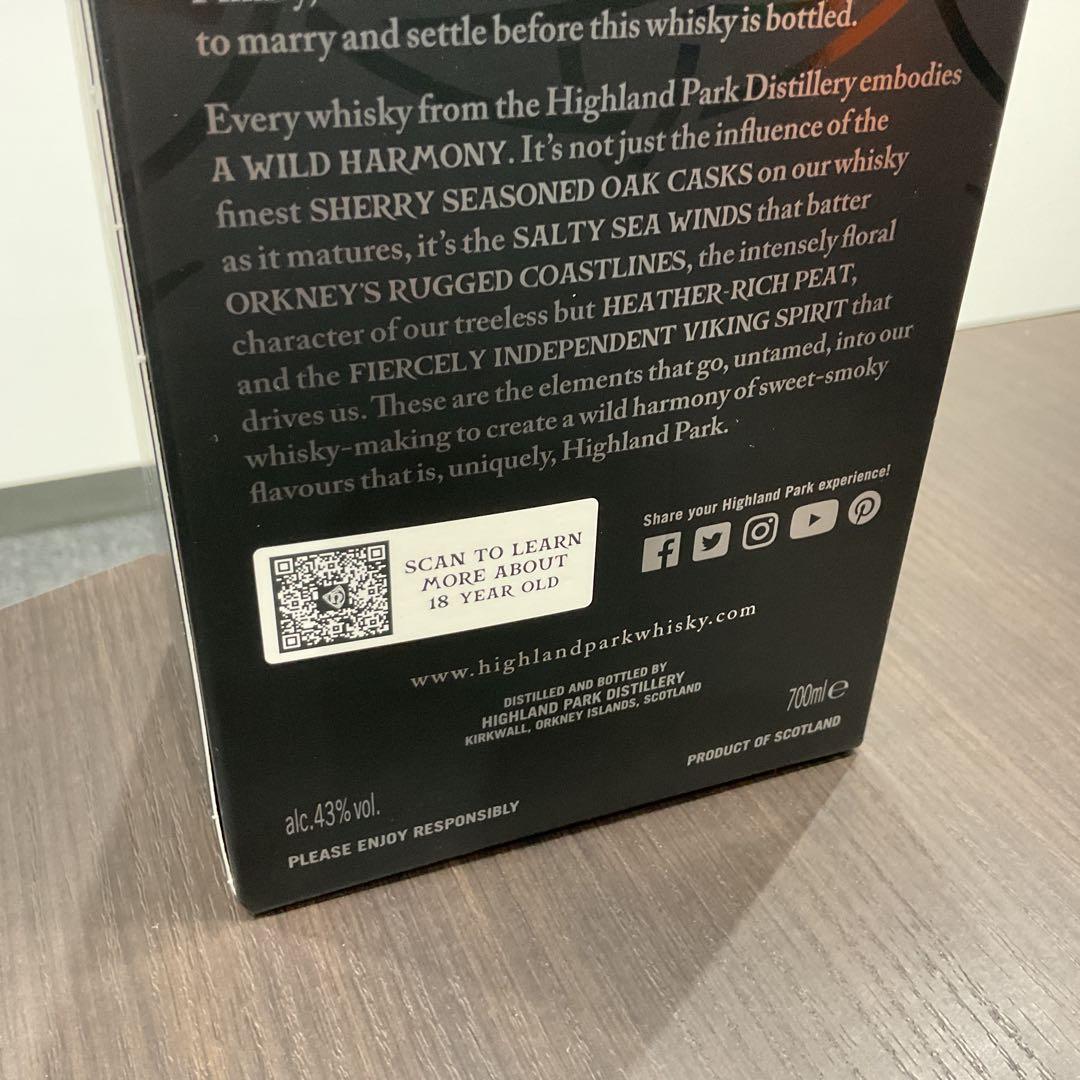 to marry and settle before this whisky is bottled.
Every whisky from the Highland Park Distillery embodies
A WILD HARMONY. It's not just the influence of the
finest SHERRY SEASONED OAK CASKS on our whisky
as it matures, it's the SALTY SEA WINDS that batter
ORKNEY'S RUGGED COASTLINES, the intensely floral
character of our treeless but HEATHER-RICH PEAT,
and the FIERCELY INDEPENDENT VIKING SPIRIT that
drives us. These are the elements that go, untamed, into our
whisky-making to create a wild harmony of sweet-smoky
flavours that is, uniquely, Highland Park.
Share your Highland Park experience!
SCAN TO LEARN
MORE ABOUT
18 YEAR OLD
www.highlandparkwhisky.com
DISTILLED AND BOTTLED BY
HIGHLAND PARK DISTILLERY
KIRKWALL, ORKNEY ISLANDS, SCOTLAND
700ml e
PRODUCT OF SCOTLAND
alc.43% vol.
PLEASE ENJOY RESPONSIBLY